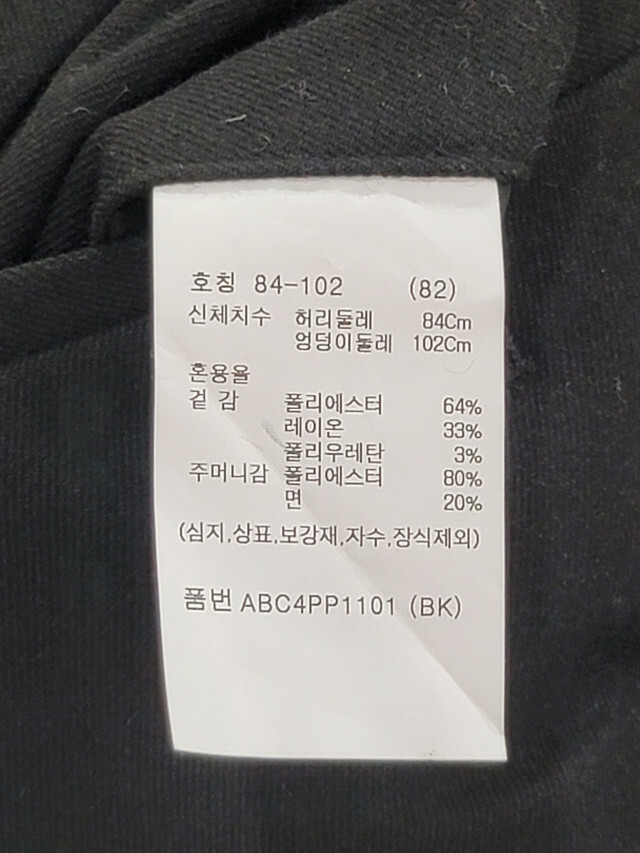 호칭 84-102 (82)
신체치수 허리둘레 84Cm
엉덩이둘레 102Cm
혼용율
겉 감 폴리에스터 64%
레이온 33%
폴리우레탄 3%
주머니감 폴리에스터 80%
면 20%
(심지,상표,보강재,자수,장식제외)
품번 ABC4PP1101 (BK)